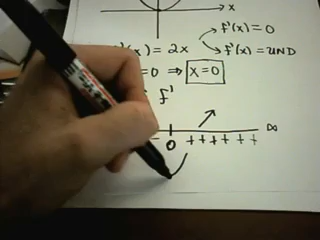 x
f'(x) = 0
'(x) = 2x
f'(x) = UND
= 0 ⇒ x = 0
f'
∞
0 + + + + + +